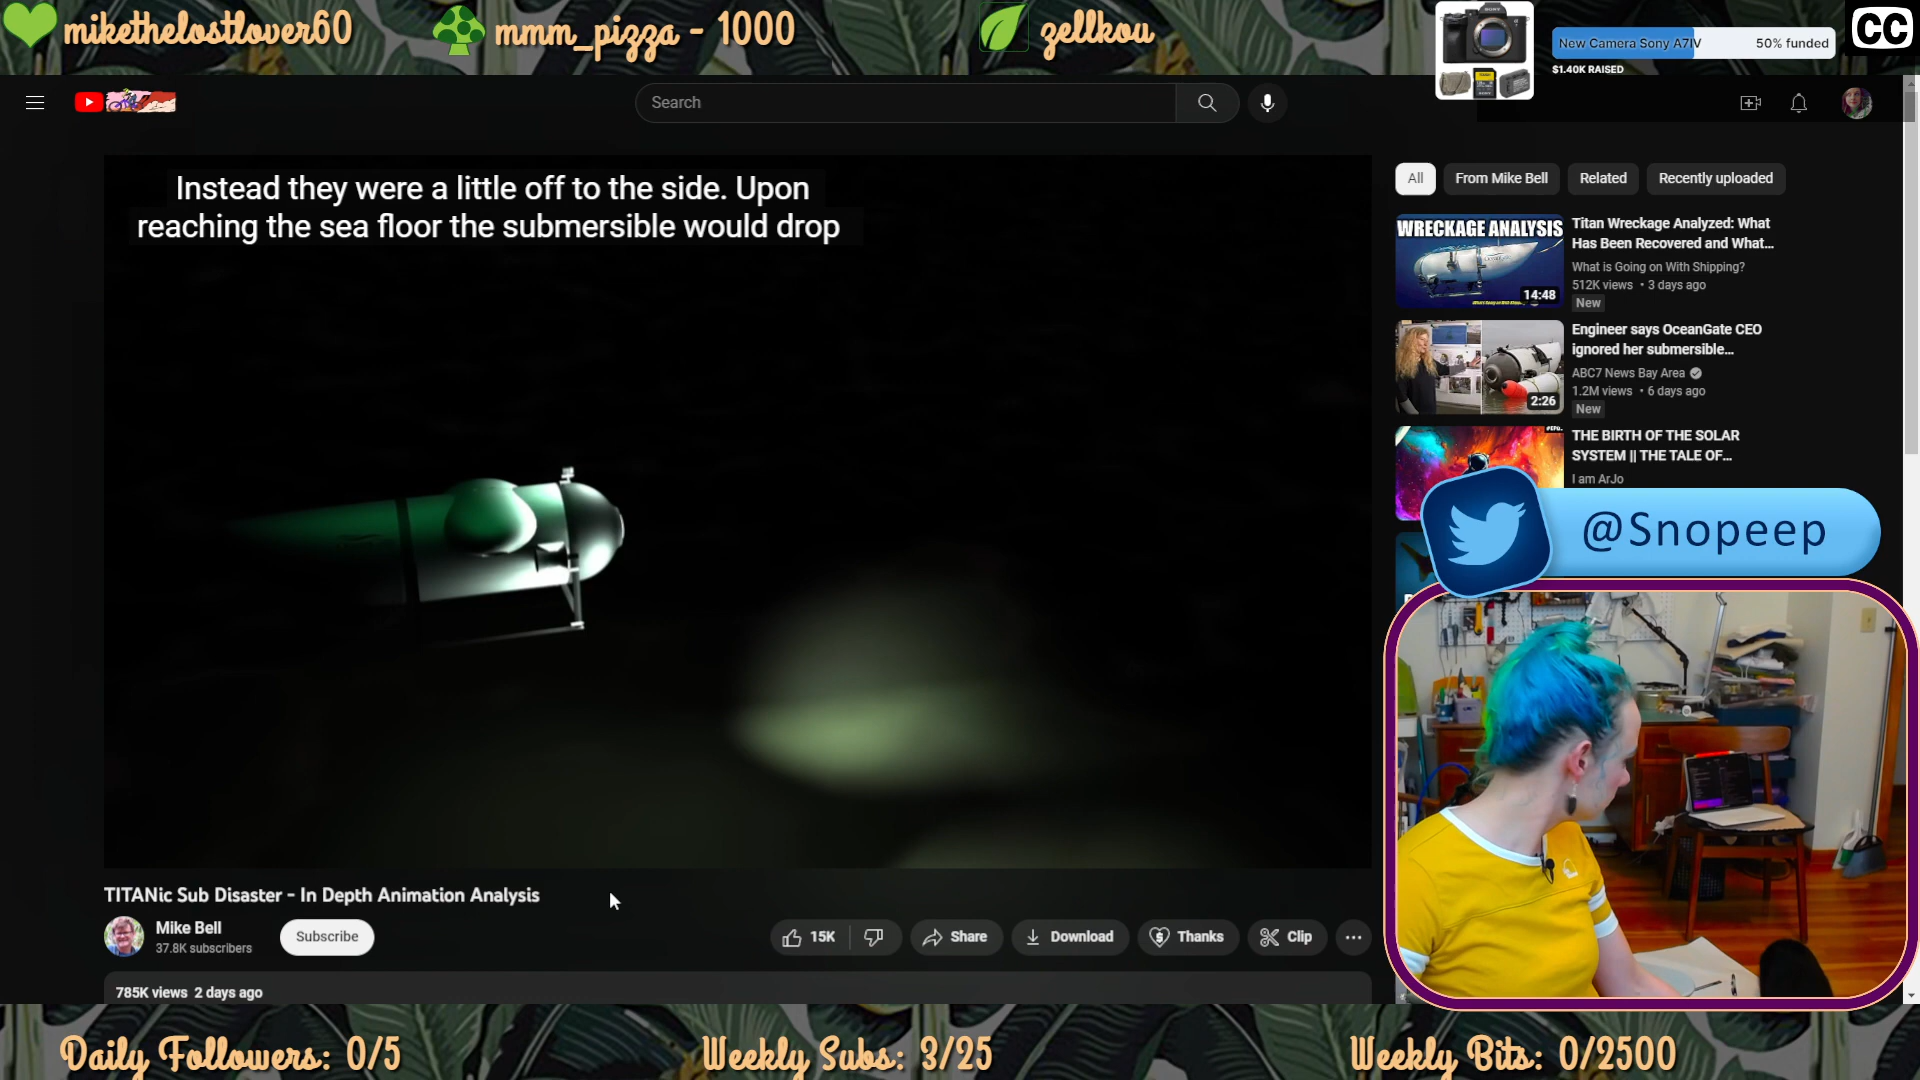 mikethelostlover60
mmm_pizza - 1000
zellkou
New Camera Sony A7IV 50% funded
$1.40K RAISED
CC
Search
Instead they were a little off to the side. Upon
reaching the sea floor the submersible would drop
All
From Mike Bell
Related
Recently uploaded
WRECKAGE ANALYSIS
14:48
Titan Wreckage Analyzed: What
Has Been Recovered and What...
What is Going on With Shipping?
512K views • 3 days ago
New
2:26
Engineer says OceanGate CEO
ignored her submersible...
ABC7 News Bay Area
1.2M views • 6 days ago
New
THE BIRTH OF THE SOLAR
SYSTEM || THE TALE OF...
I am ArJo
@Snopeep
TITANic Sub Disaster - In Depth Animation Analysis
Mike Bell
37.8K subscribers
Subscribe
15K
Share
Download
Thanks
Clip
785K views 2 days ago
Daily Followers: 0/5
Weekly Subs: 3/25
Weekly Bits: 0/2500